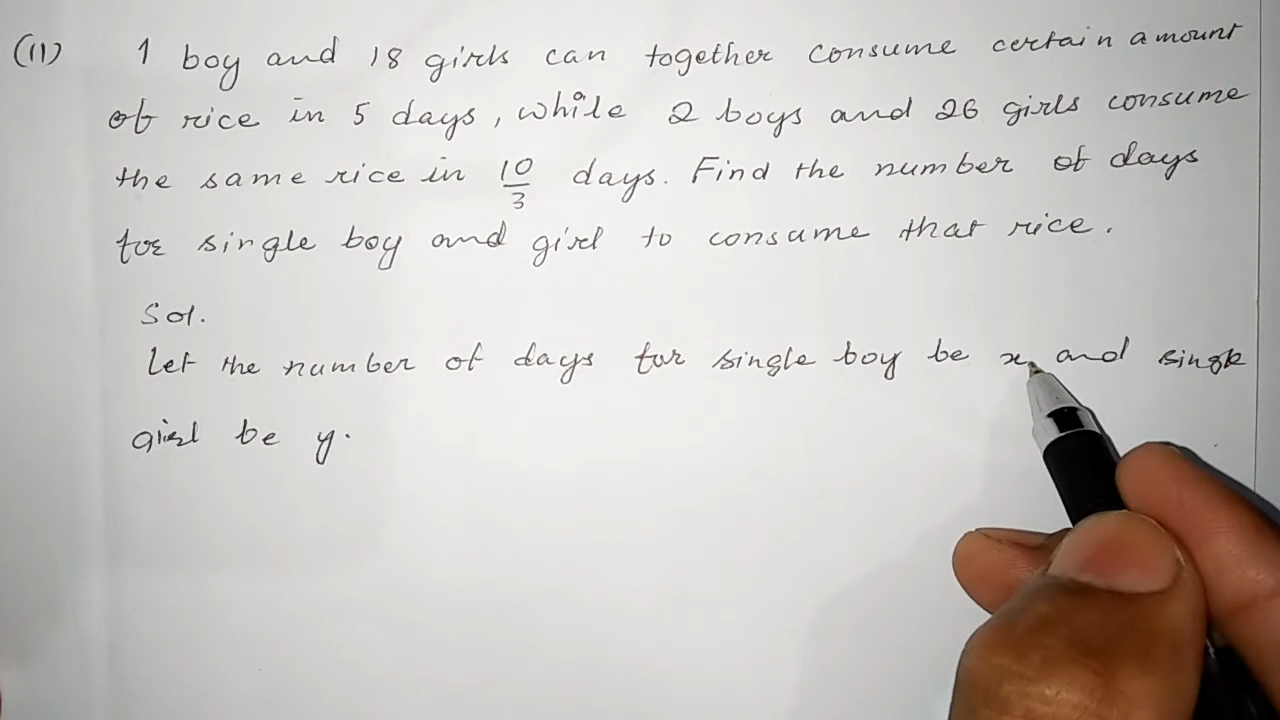 (11) 1 boy and 18 girls can together consume certain amount
of rice in 5 days, while 2 boys and 26 girls consume
the same rice in 10/3 days. Find the number of days
for single boy and girl to consume that rice.
Sol.
Let the number of days for single boy be x and single
girl be y.